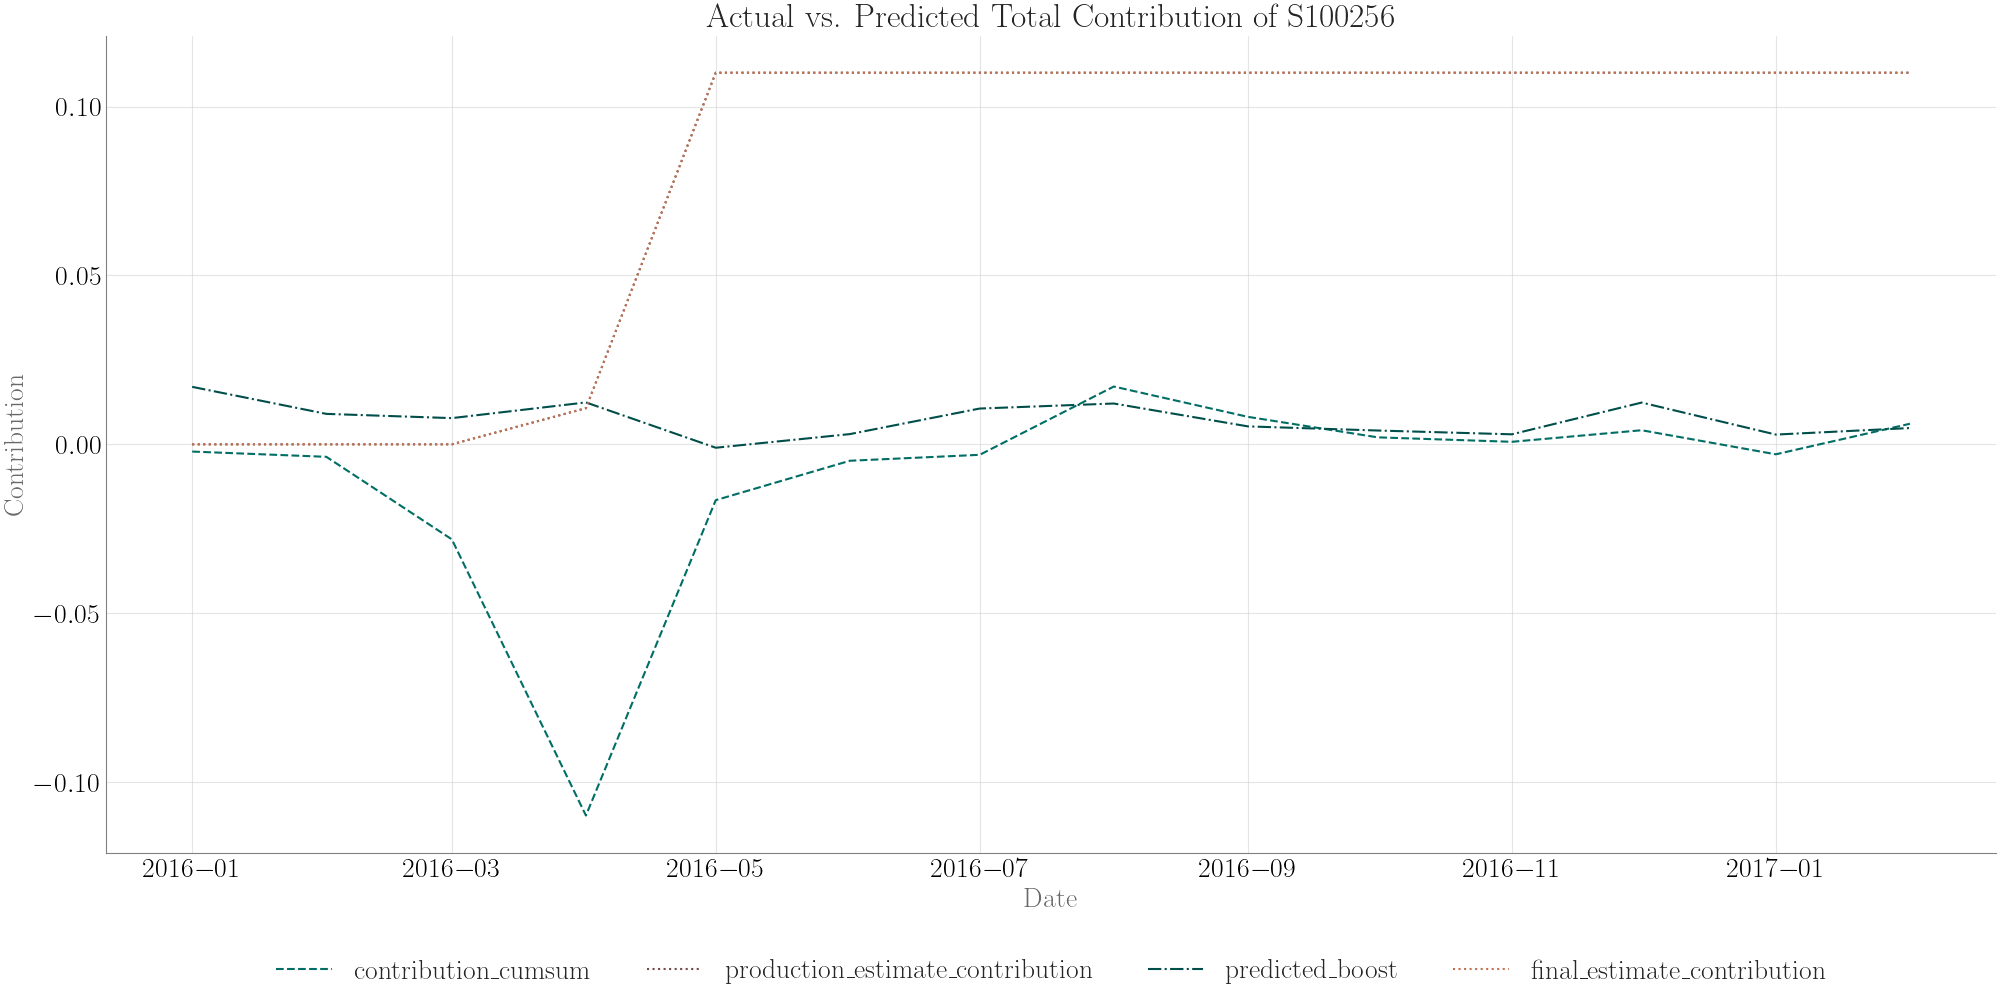 Actual vs. Predicted Total Contribution of S100256
Contribution
0.10
0.05
0.00
−0.05
−0.10
2016−01 2016−03 2016−05 2016−07 2016−09 2016−11 2017−01
Date
contribution_cumsum production_estimate_contribution predicted_boost final_estimate_contribution